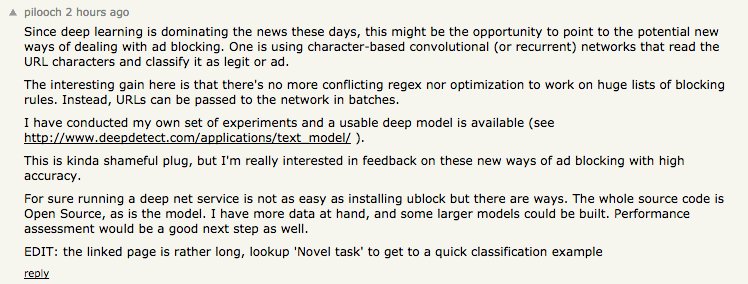 ▲ pilooch 2 hours ago
Since deep learning is dominating the news these days, this might be the opportunity to point to the potential new
ways of dealing with ad blocking. One is using character-based convolutional (or recurrent) networks that read the
URL characters and classify it as legit or ad.
The interesting gain here is that there's no more conflicting regex nor optimization to work on huge lists of blocking
rules. Instead, URLs can be passed to the network in batches.
I have conducted my own set of experiments and a usable deep model is available (see
http://www.deepdetect.com/applications/text_model/ ).
This is kinda shameful plug, but I'm really interested in feedback on these new ways of ad blocking with high
accuracy.
For sure running a deep net service is not as easy as installing ublock but there are ways. The whole source code is
Open Source, as is the model. I have more data at hand, and some larger models could be built. Performance
assessment would be a good next step as well.
EDIT: the linked page is rather long, lookup 'Novel task' to get to a quick classification example
reply